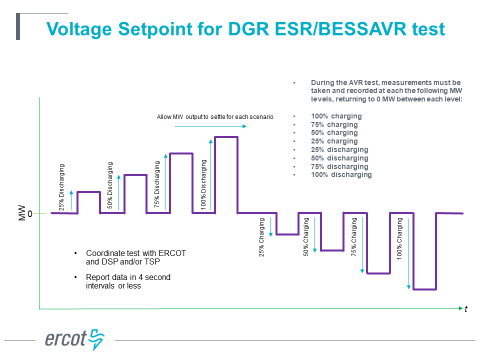 Voltage Setpoint for DGR ESR/BESSAVR test
• During the AVR test, measurements must be
taken and recorded at each the following MW
levels, returning to 0 MW between each level:
• 100% charging
• 75% charging
• 50% charging
• 25% charging
• 25% discharging
• 50% discharging
• 75% discharging
• 100% discharging
Allow MW output to settle for each scenario
25% Discharging
50% Discharging
75% Discharging
100% Discharging
MW
0
25% Charging
50% Charging
75% Charging
100% Charging
• Coordinate test with ERCOT
and DSP and/or TSP
• Report data in 4 second
intervals or less
t
ercot